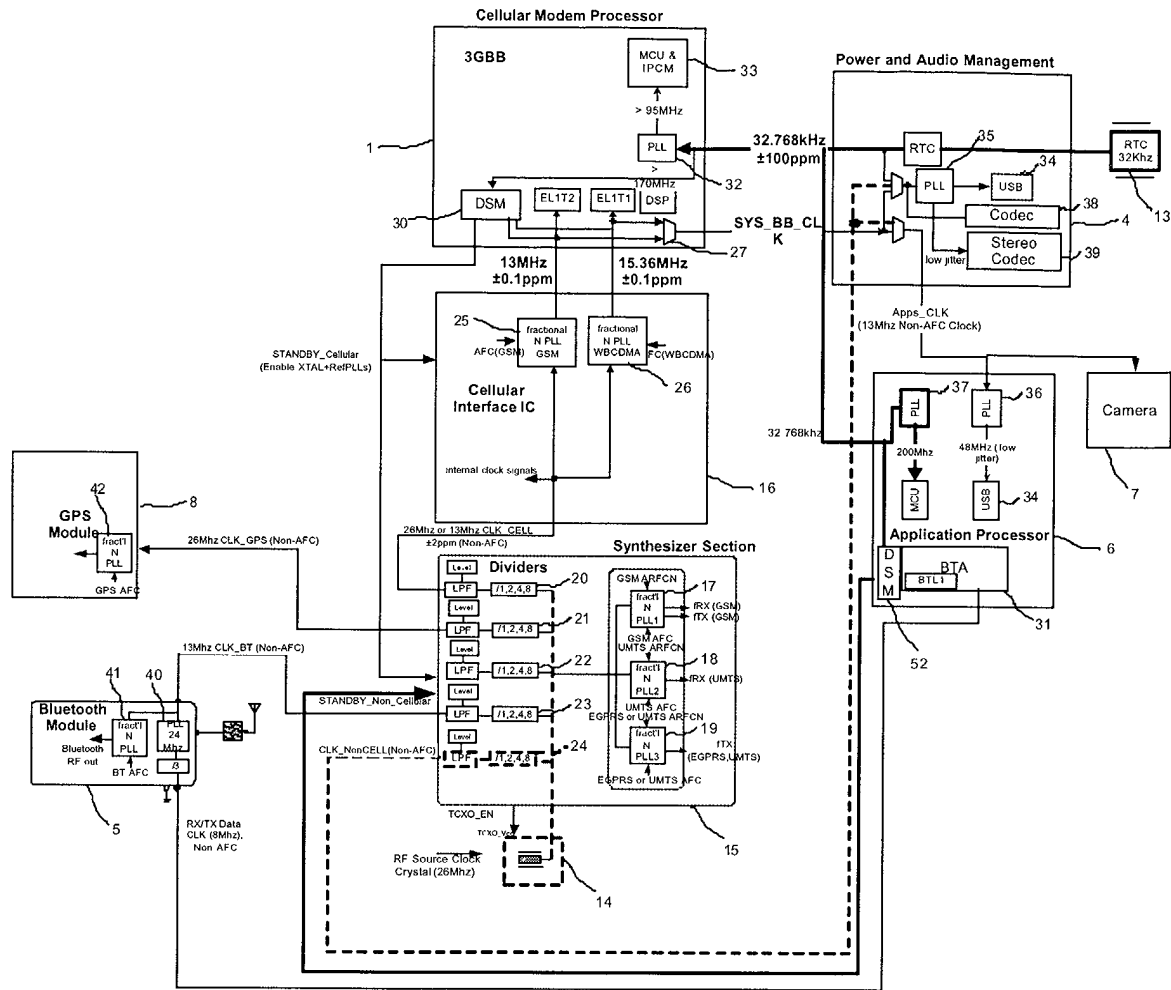 Cellular Modem Processor
3GBB
MCU &
IPCM
33
> 95MHz
PLL
32
>
170MHz
DSP
1
30
DSM
EL1T2
EL1T1
27
32.768kHz
±100ppm
SYS_BB_CL
K
Power and Audio Management
RTC
35
34
PLL
USB
Codec
38
4
Stereo
Codec
39
low jitter
RTC
32Khz
13
13MHz
±0.1ppm
15.36MHz
±0.1ppm
25
fractional
N PLL
GSM
AFC(GSM)
fractional
N PLL
WBCDMA
FC(WBCDMA)
26
Cellular
Interface IC
internal clock signals
16
STANDBY_Cellular
(Enable XTAL+RefPLLs)
Apps_CLK
(13Mhz Non-AFC Clock)
32 768khz
37
PLL
200Mhz
MCU
36
PLL
48MHz (low
jitter)
USB
34
Camera
7
Application Processor
6
D
S
M
BTA
BTL1
31
52
8
42
GPS
Module
fract'l
N
PLL
GPS AFC
26Mhz CLK_GPS (Non-AFC)
26Mhz or 13Mhz CLK_CELL
±2ppm (Non-AFC)
Synthesizer Section
Dividers
Level
LPF
/1,2,4,8
20
Level
LPF
/1,2,4,8
21
Level
LPF
/1,2,4,8
22
Level
LPF
/1,2,4,8
23
Level
LPF
/1,2,4,8
24
GSM ARFCN
17
fract'l
N
PLL1
fRX (GSM)
fTX
(GSM)
GSM AFC
UMTS ARFCN
18
fract'l
N
PLL2
fRX (UMTS)
UMTS AFC
EGPRS or UMTS ARFCN
19
fract'l
N
PLL3
fTX
(EGPRS,UMTS)
EGPRS or UMTS AFC
15
13Mhz CLK_BT (Non-AFC)
STANDBY_Non_Cellular
CLK_NonCELL(Non-AFC)
41
40
Bluetooth
Module
fract'l
N
PLL
PLL
24
Mhz
/3
Bluetooth
RF out
BT AFC
5
RX/TX Data
CLK (8Mhz),
Non AFC
TCXO_EN
RF Source Clock
Crystal (26Mhz)
14